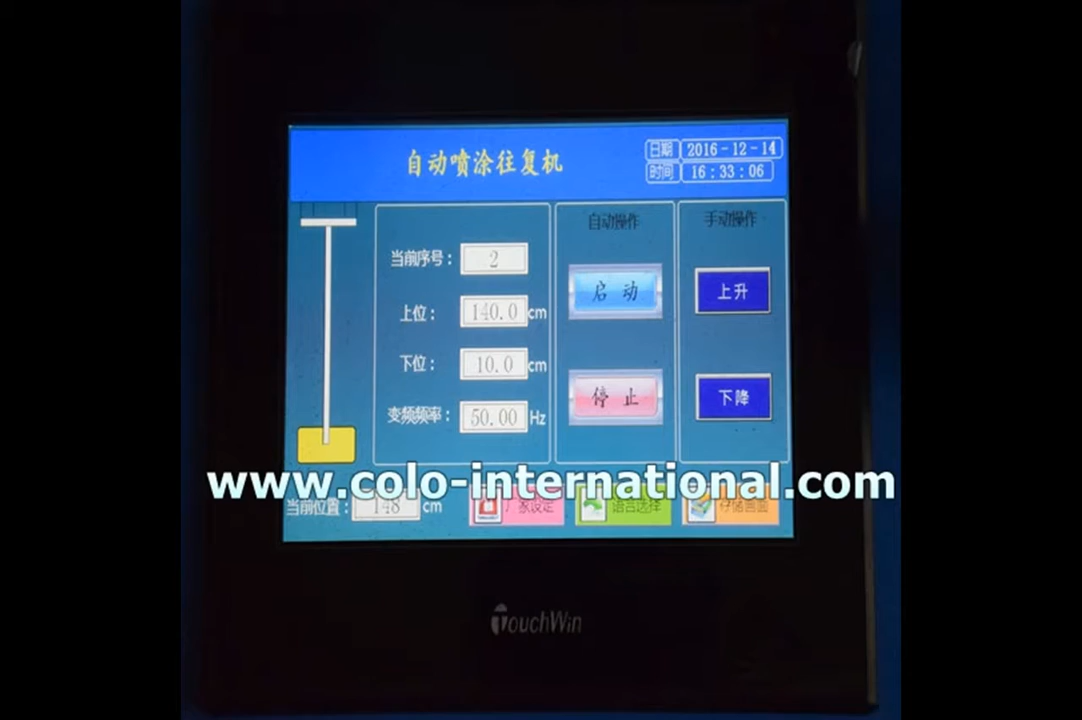 自动喷涂往复机
日期 2016-12-14
时间 16:33:06
当前序号: 2
上位: 140.0 cm
下位: 10.0 cm
变频频率: 50.00 Hz
自动操作
启动
停止
手动操作
上升
下降
www.colo-international.com
当前位置: 148 cm
厂家设定
语言选择
存储画面
TouchWin